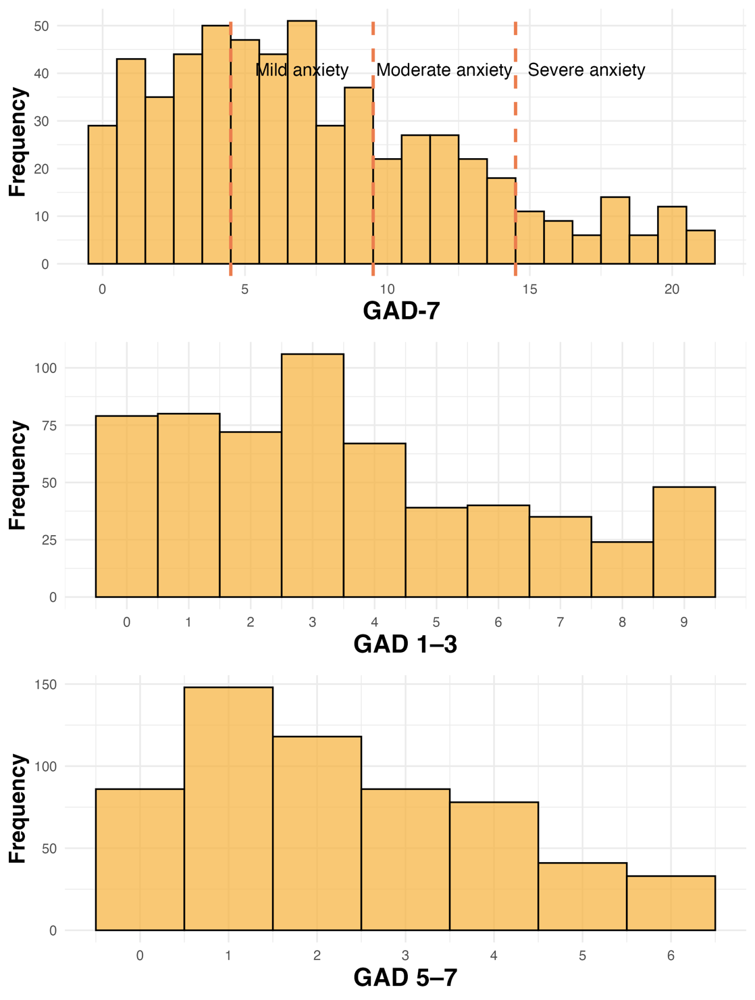 Frequency
50
40
30
20
10
0
Mild anxiety Moderate anxiety Severe anxiety
0 5 10 15 20
GAD-7
Frequency
100
75
50
25
0
0 1 2 3 4 5 6 7 8 9
GAD 1–3
Frequency
150
100
50
0
0 1 2 3 4 5 6
GAD 5–7